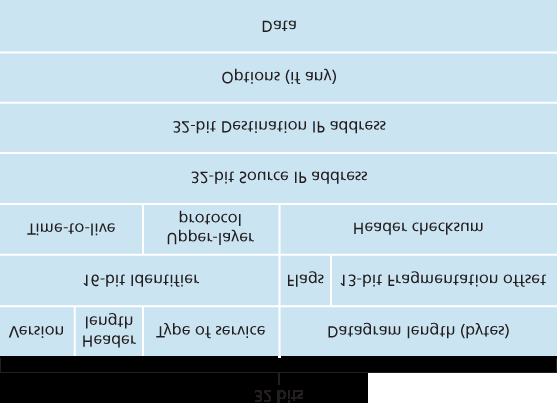 32 bits
Version
Header
length
Type of service
Datagram length (bytes)
16-bit Identifier
Flags
13-bit Fragmentation offset
Time-to-live
Upper-layer
protocol
Header checksum
32-bit Source IP address
32-bit Destination IP address
Options (if any)
Data